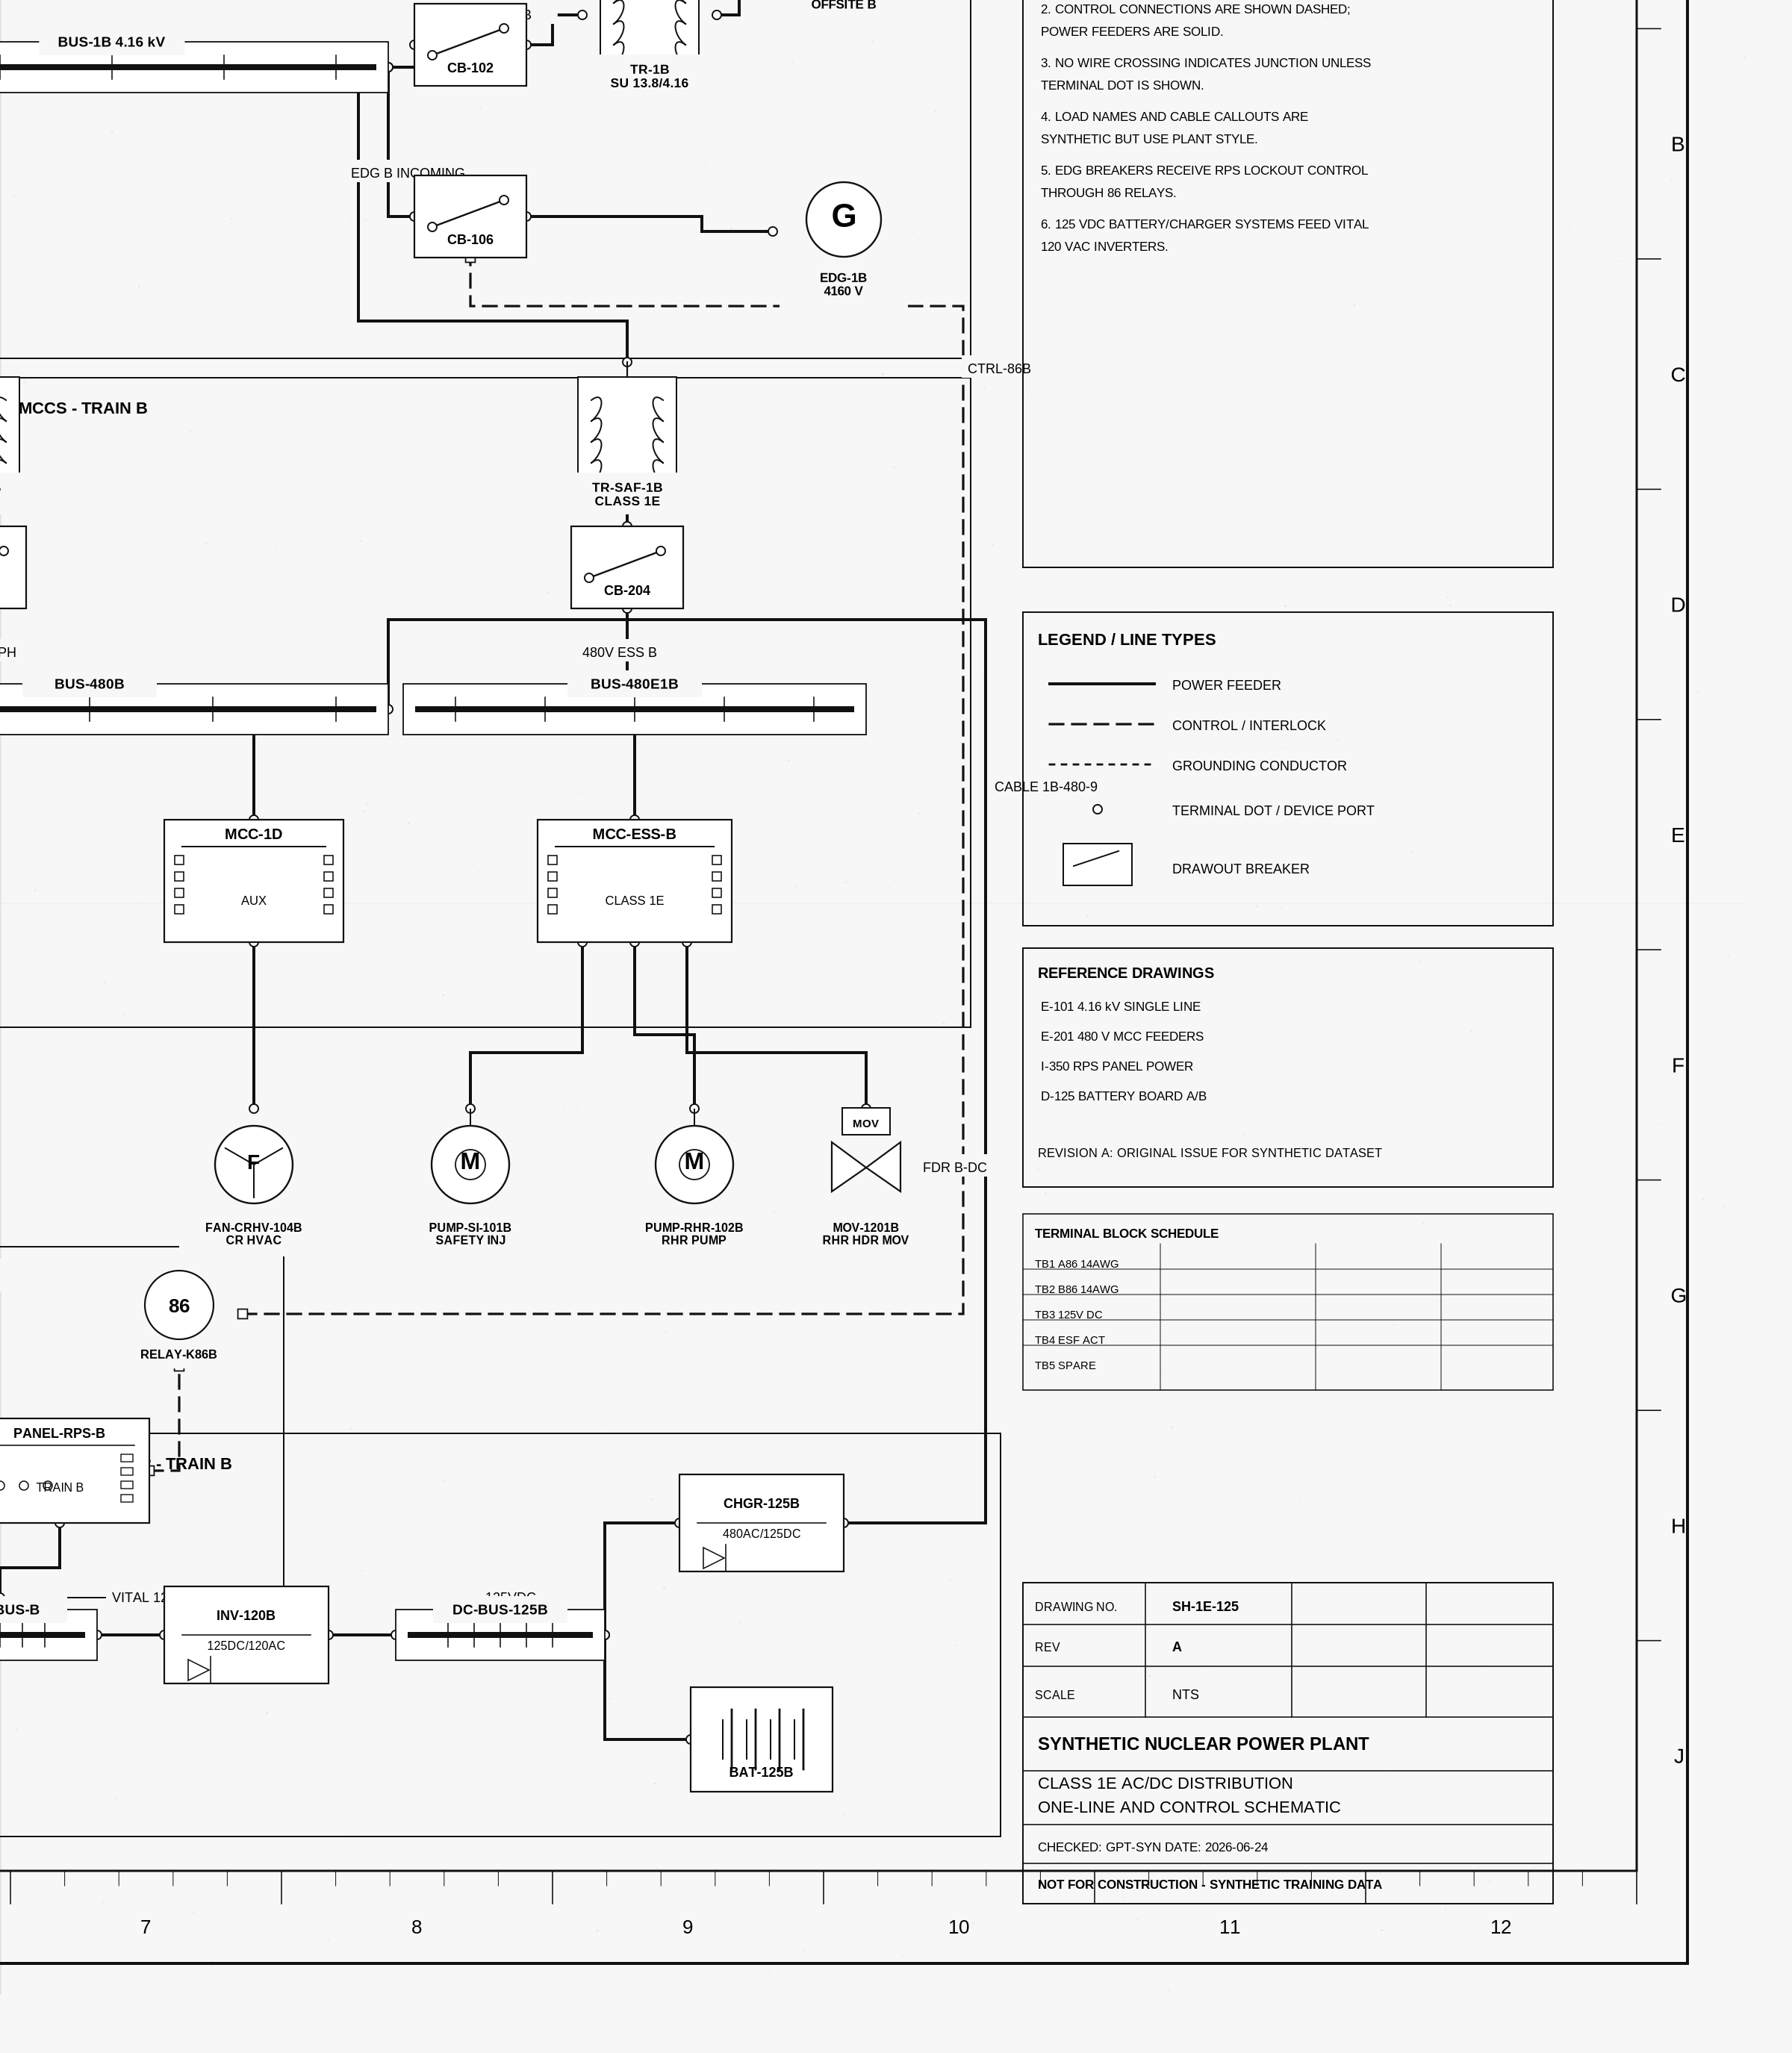 OFFSITE B
BUS-1B 4.16 kV
CB-102
TR-1B
SU 13.8/4.16
EDG B INCOMING
CB-106
G
EDG-1B
4160 V
CTRL-86B
MCCS - TRAIN B
TR-SAF-1B
CLASS 1E
CB-204
480V ESS B
BUS-480B
BUS-480E1B
CABLE 1B-480-9
MCC-1D
AUX
MCC-ESS-B
CLASS 1E
F
M
M
MOV
FDR B-DC
FAN-CRHV-104B
CR HVAC
PUMP-SI-101B
SAFETY INJ
PUMP-RHR-102B
RHR PUMP
MOV-1201B
RHR HDR MOV
86
RELAY-K86B
PANEL-RPS-B
TRAIN B
- TRAIN B
CHGR-125B
480AC/125DC
VITAL 12
125VDC
BUS-B
INV-120B
125DC/120AC
DC-BUS-125B
BAT-125B
2. CONTROL CONNECTIONS ARE SHOWN DASHED;
POWER FEEDERS ARE SOLID.
3. NO WIRE CROSSING INDICATES JUNCTION UNLESS
TERMINAL DOT IS SHOWN.
4. LOAD NAMES AND CABLE CALLOUTS ARE
SYNTHETIC BUT USE PLANT STYLE.
5. EDG BREAKERS RECEIVE RPS LOCKOUT CONTROL
THROUGH 86 RELAYS.
6. 125 VDC BATTERY/CHARGER SYSTEMS FEED VITAL
120 VAC INVERTERS.
LEGEND / LINE TYPES
POWER FEEDER
CONTROL / INTERLOCK
GROUNDING CONDUCTOR
TERMINAL DOT / DEVICE PORT
DRAWOUT BREAKER
REFERENCE DRAWINGS
E-101 4.16 kV SINGLE LINE
E-201 480 V MCC FEEDERS
I-350 RPS PANEL POWER
D-125 BATTERY BOARD A/B
REVISION A: ORIGINAL ISSUE FOR SYNTHETIC DATASET
TERMINAL BLOCK SCHEDULE
TB1 A86 14AWG
TB2 B86 14AWG
TB3 125V DC
TB4 ESF ACT
TB5 SPARE
DRAWING NO. SH-1E-125
REV A
SCALE NTS
SYNTHETIC NUCLEAR POWER PLANT
CLASS 1E AC/DC DISTRIBUTION
ONE-LINE AND CONTROL SCHEMATIC
CHECKED: GPT-SYN DATE: 2026-06-24
NOT FOR CONSTRUCTION - SYNTHETIC TRAINING DATA
B
C
D
E
F
G
H
J
7 8 9 10 11 12